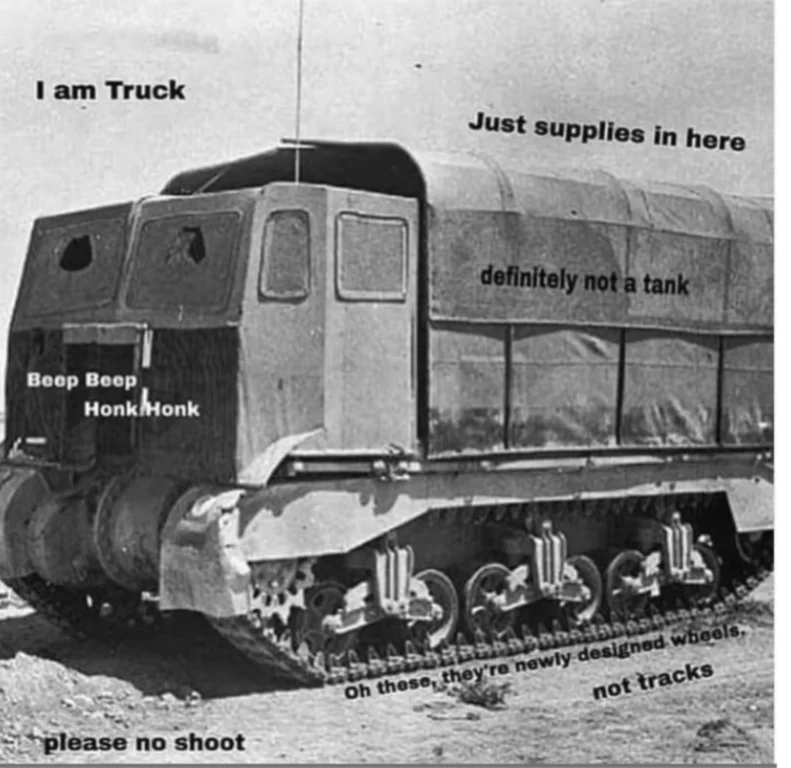 I am Truck
Just supplies in here
definitely not a tank
Beep Beep
Honk Honk
Oh these, they're newly designed wheels.
not tracks
please no shoot